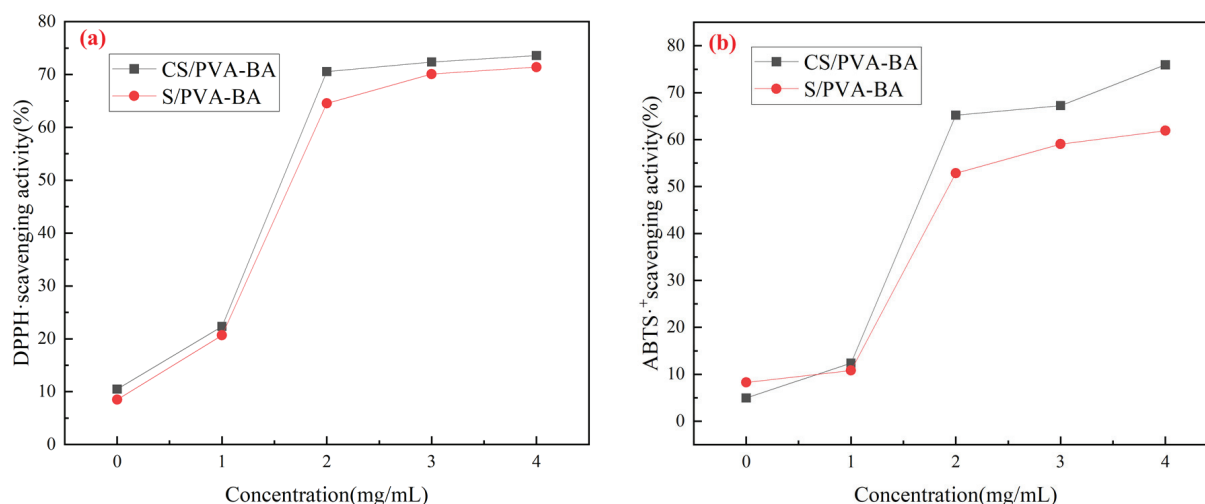 (a)
CS/PVA-BA
S/PVA-BA
DPPH·scavenging activity(%)
80
70
60
50
40
30
20
10
0
0 1 2 3 4
Concentration(mg/mL)
(b)
CS/PVA-BA
S/PVA-BA
ABTS·⁺scavenging activity(%)
80
70
60
50
40
30
20
10
0
0 1 2 3 4
Concentration(mg/mL)